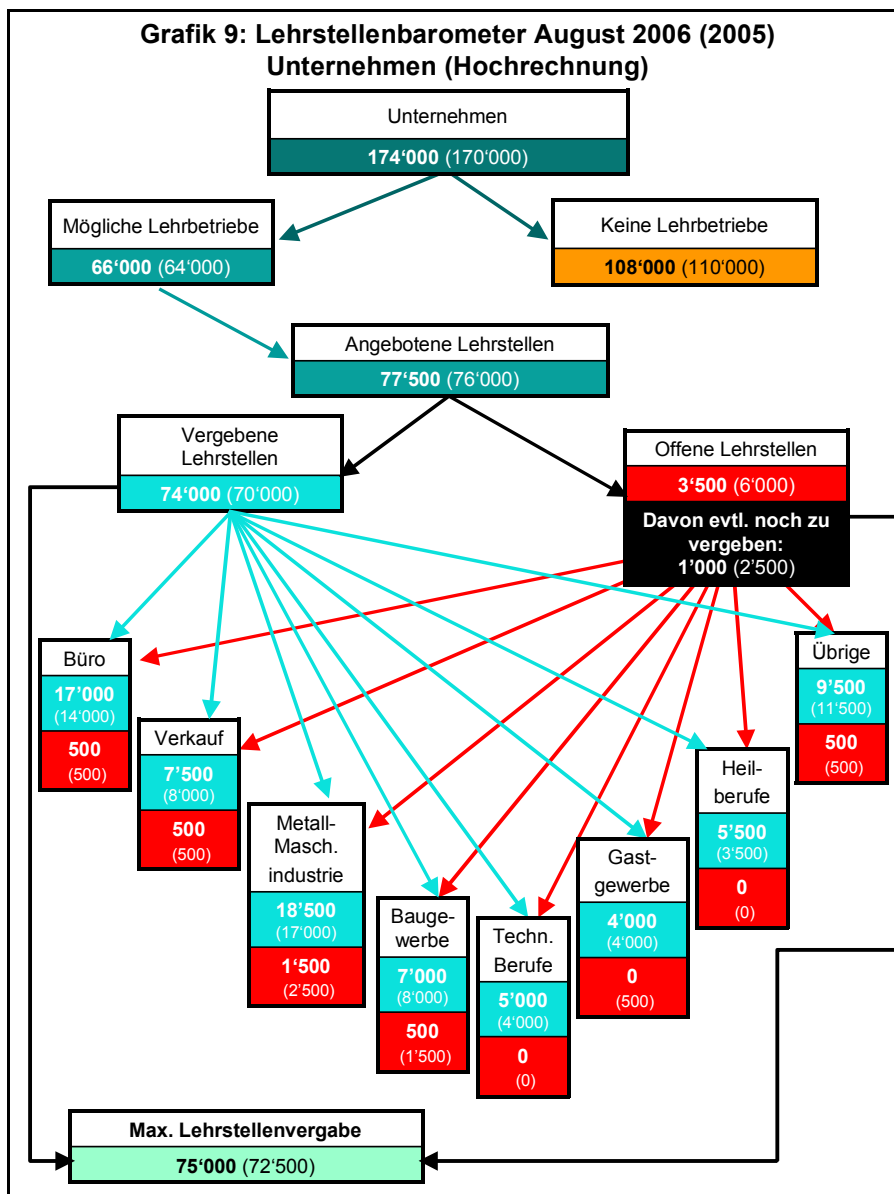 Grafik 9: Lehrstellenbarometer August 2006 (2005)
Unternehmen (Hochrechnung)
Unternehmen
174‘000 (170‘000)
Mögliche Lehrbetriebe
66‘000 (64‘000)
Keine Lehrbetriebe
108‘000 (110‘000)
Angebotene Lehrstellen
77‘500 (76‘000)
Vergebene
Lehrstellen
74‘000 (70‘000)
Offene Lehrstellen
3‘500 (6‘000)
Davon evtl. noch zu
vergeben:
1’000 (2’500)
Büro
17’000
(14‘000)
500
(500)
Verkauf
7’500
(8‘000)
500
(500)
Metall-
Masch.
industrie
18’500
(17‘000)
1‘500
(2’500)
Bauge-
werbe
7’000
(8’000)
500
(1’500)
Techn.
Berufe
5’000
(4’000)
0
(0)
Gast-
gewerbe
4’000
(4’000)
0
(500)
Heil-
berufe
5’500
(3’500)
0
(0)
Übrige
9’500
(11’500)
500
(500)
Max. Lehrstellenvergabe
75‘000 (72‘500)